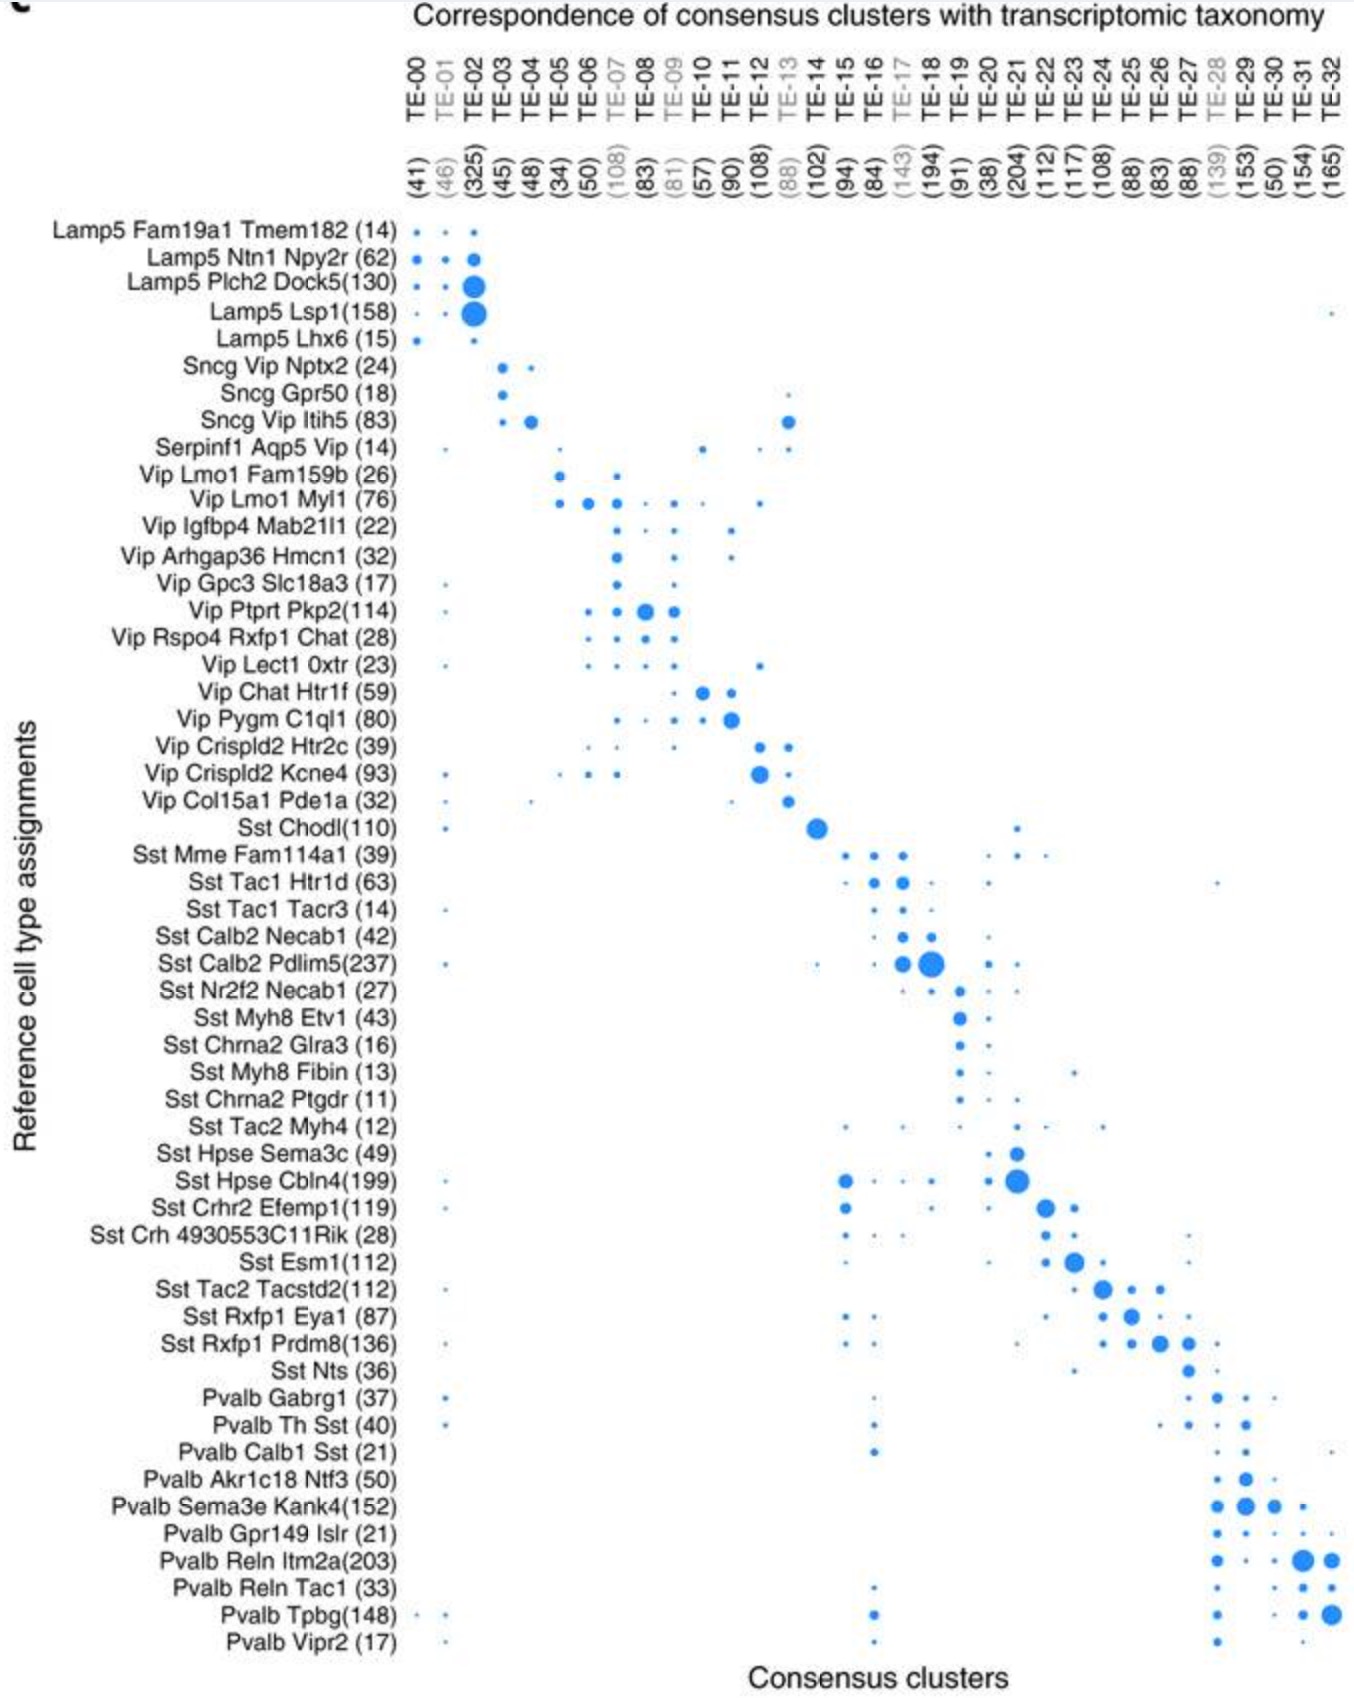 Correspondence of consensus clusters with transcriptomic taxonomy
TE-00 TE-01 TE-02 TE-03 TE-04 TE-05 TE-06 TE-07 TE-08 TE-09 TE-10 TE-11 TE-12 TE-13 TE-14 TE-15 TE-16 TE-17 TE-18 TE-19 TE-20 TE-21 TE-22 TE-23 TE-24 TE-25 TE-26 TE-27 TE-28 TE-29 TE-30 TE-31 TE-32
(41) (46) (325) (45) (48) (34) (50) (108) (83) (81) (57) (90) (108) (88) (102) (94) (84) (143) (194) (91) (38) (204) (112) (117) (108) (88) (83) (88) (139) (153) (50) (154) (165)
Reference cell type assignments
Lamp5 Fam19a1 Tmem182 (14)
Lamp5 Ntn1 Npy2r (62)
Lamp5 Plch2 Dock5(130)
Lamp5 Lsp1(158)
Lamp5 Lhx6 (15)
Sncg Vip Nptx2 (24)
Sncg Gpr50 (18)
Sncg Vip Itih5 (83)
Serpinf1 Aqp5 Vip (14)
Vip Lmo1 Fam159b (26)
Vip Lmo1 Myl1 (76)
Vip Igfbp4 Mab21l1 (22)
Vip Arhgap36 Hmcn1 (32)
Vip Gpc3 Slc18a3 (17)
Vip Ptprt Pkp2(114)
Vip Rspo4 Rxfp1 Chat (28)
Vip Lect1 0xtr (23)
Vip Chat Htr1f (59)
Vip Pygm C1ql1 (80)
Vip Crispld2 Htr2c (39)
Vip Crispld2 Kcne4 (93)
Vip Col15a1 Pde1a (32)
Sst Chodl(110)
Sst Mme Fam114a1 (39)
Sst Tac1 Htr1d (63)
Sst Tac1 Tacr3 (14)
Sst Calb2 Necab1 (42)
Sst Calb2 Pdlim5(237)
Sst Nr2f2 Necab1 (27)
Sst Myh8 Etv1 (43)
Sst Chrna2 Glra3 (16)
Sst Myh8 Fibin (13)
Sst Chrna2 Ptgdr (11)
Sst Tac2 Myh4 (12)
Sst Hpse Sema3c (49)
Sst Hpse Cbln4(199)
Sst Crhr2 Efemp1(119)
Sst Crh 4930553C11Rik (28)
Sst Esm1(112)
Sst Tac2 Tacstd2(112)
Sst Rxfp1 Eya1 (87)
Sst Rxfp1 Prdm8(136)
Sst Nts (36)
Pvalb Gabrg1 (37)
Pvalb Th Sst (40)
Pvalb Calb1 Sst (21)
Pvalb Akr1c18 Ntf3 (50)
Pvalb Sema3e Kank4(152)
Pvalb Gpr149 Islr (21)
Pvalb Reln Itm2a(203)
Pvalb Reln Tac1 (33)
Pvalb Tpbg(148)
Pvalb Vipr2 (17)
Consensus clusters